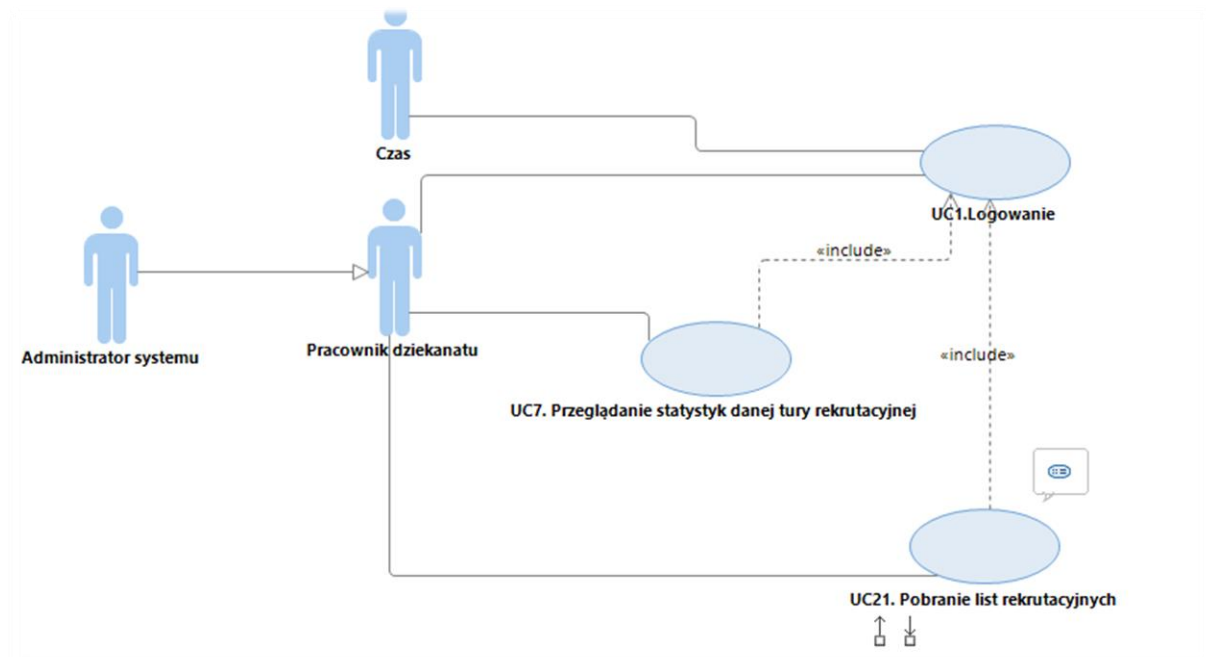 Czas
UC1.Logowanie
«include»
Pracownik dziekanatu
Administrator systemu
«include»
UC7. Przeglądanie statystyk danej tury rekrutacyjnej
UC21. Pobranie list rekrutacyjnych